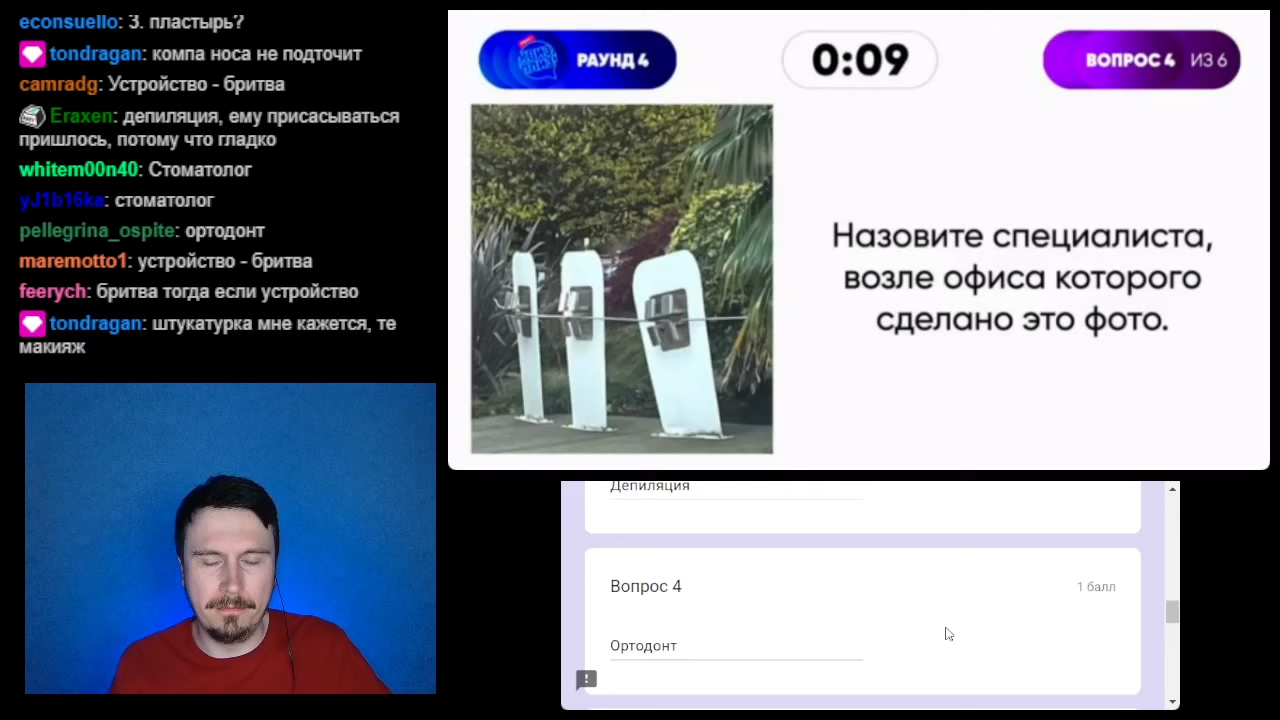 econsuello: 3. пластырь?
tondragan: компа носа не подточит
camradg: Устройство - бритва
Eraxen: депиляция, ему присасываться
пришлось, потому что гладко
whitem00n40: Стоматолог
yJ1b16ka: стоматолог
pellegrina_ospite: ортодонт
maremotto1: устройство - бритва
feerych: бритва тогда если устройство
tondragan: штукатурка мне кажется, те
макияж
РАУНД 4
0:09
ВОПРОС 4 ИЗ 6
Назовите специалиста,
возле офиса которого
сделано это фото.
Депиляция
Вопрос 4
1 балл
Ортодонт